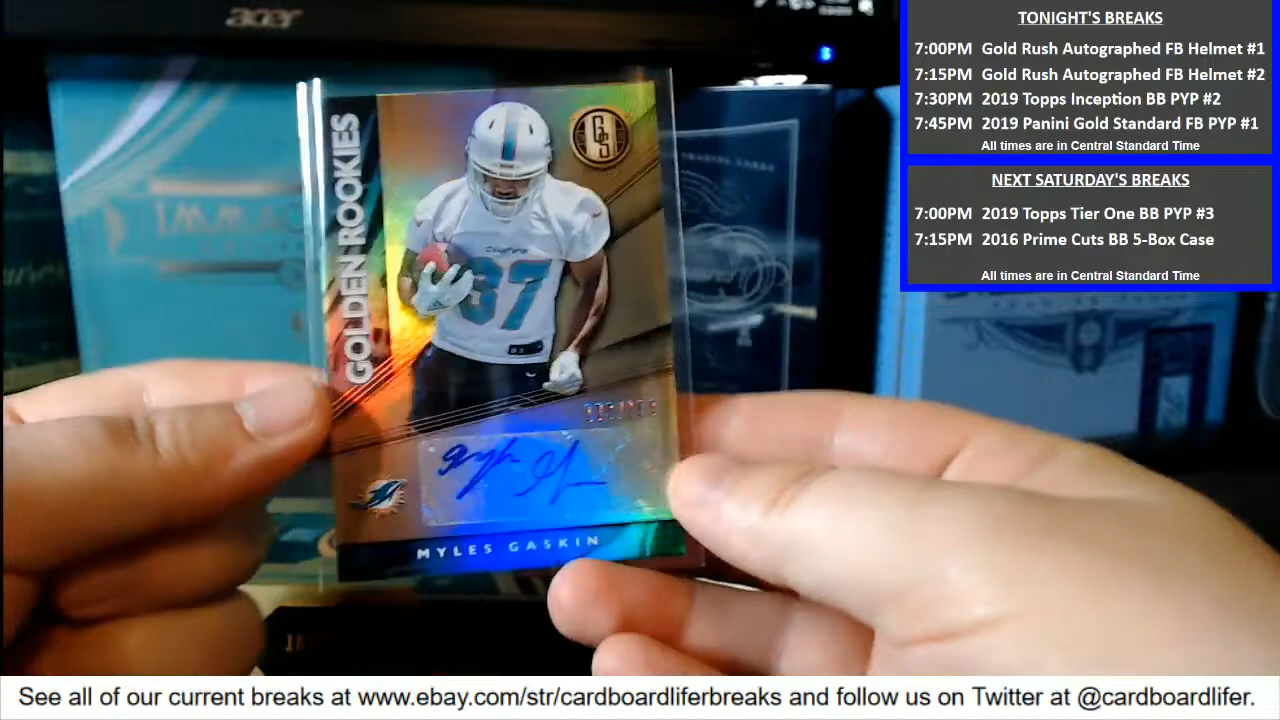 acer
TONIGHT'S BREAKS
7:00PM Gold Rush Autographed FB Helmet #1
7:15PM Gold Rush Autographed FB Helmet #2
7:30PM 2019 Topps Inception BB PYP #2
7:45PM 2019 Panini Gold Standard FB PYP #1
All times are in Central Standard Time
NEXT SATURDAY'S BREAKS
7:00PM 2019 Topps Tier One BB PYP #3
7:15PM 2016 Prime Cuts BB 5-Box Case
All times are in Central Standard Time
GOLDEN ROOKIES
GS
37
MYLES GASKIN
See all of our current breaks at www.ebay.com/str/cardboardliferbreaks and follow us on Twitter at @cardboardlifer.